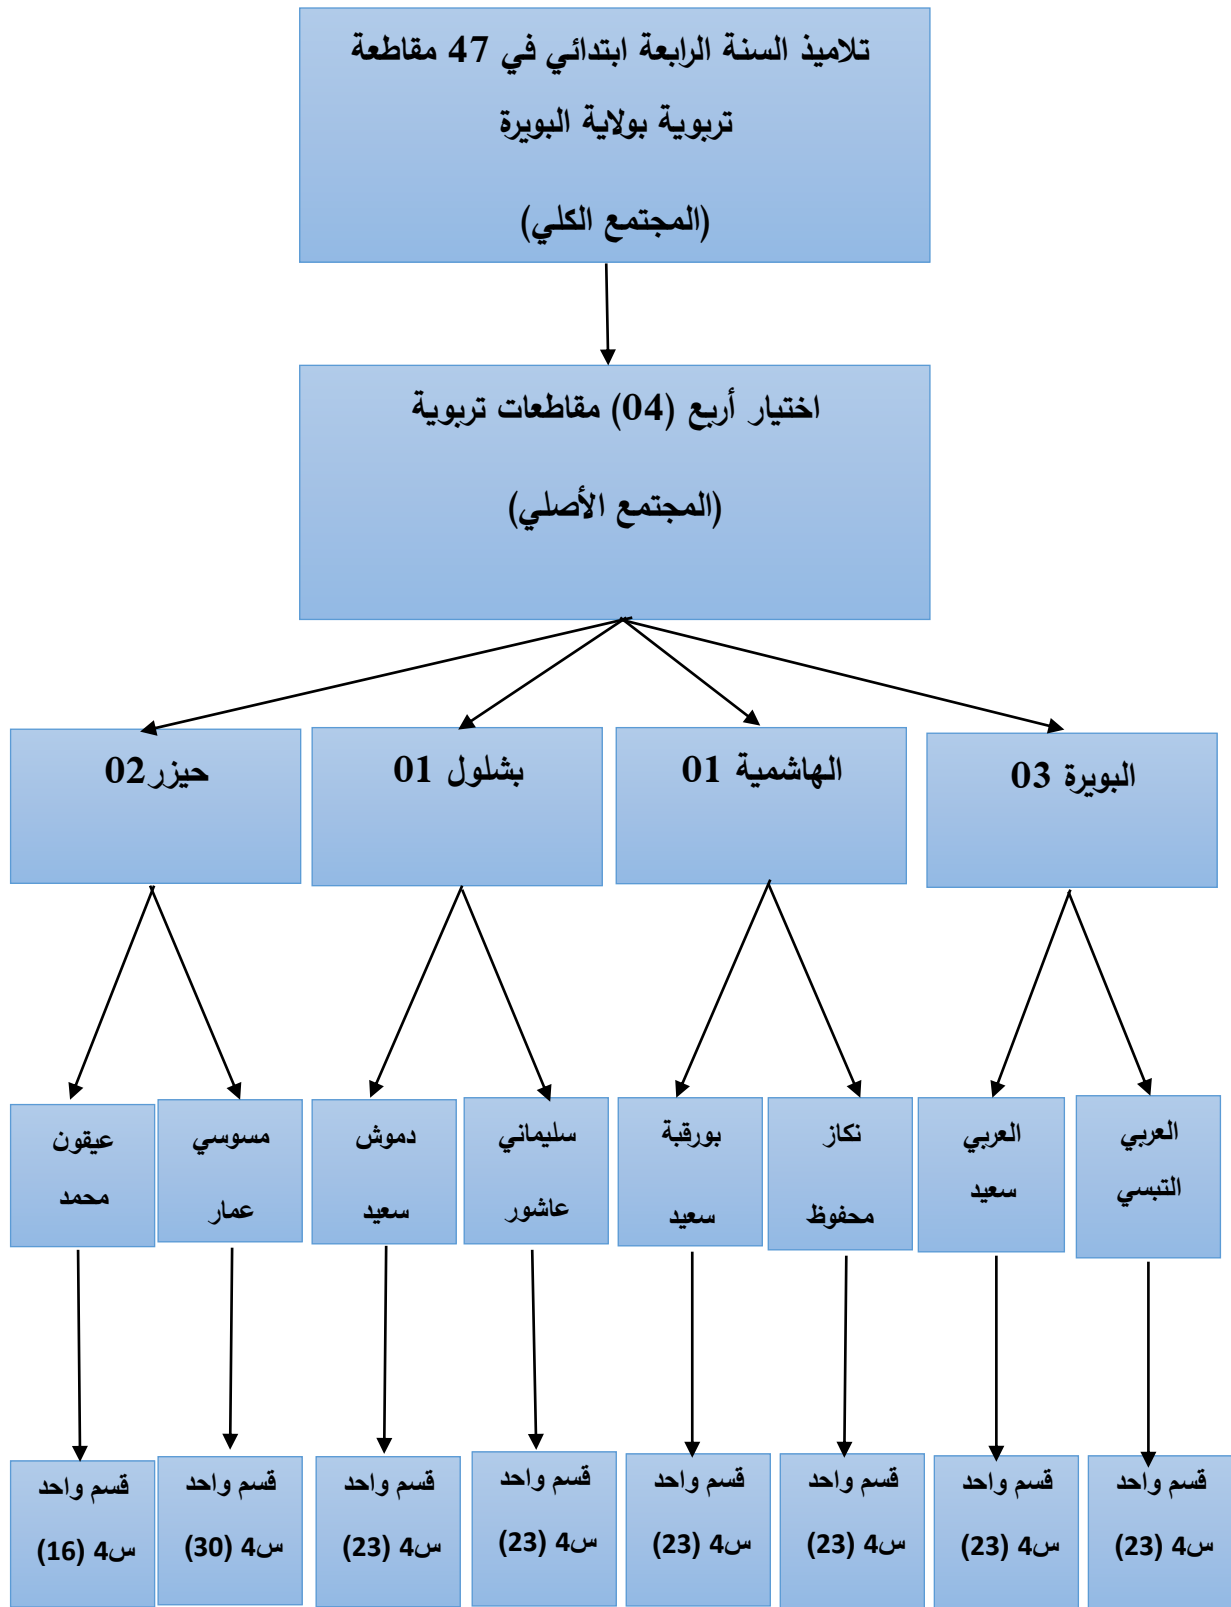 تلاميذ السنة الرابعة ابتدائي في 47 مقاطعة
تربوية بولاية البويرة
(المجتمع الكلي)
اختيار أربع (04) مقاطعات تربوية
(المجتمع الأصلي)
البويرة 03
الهاشمية 01
بشلول 01
حيزر02
العربي
التبسي
العربي
سعيد
نكاز
محفوظ
بورقبة
سعيد
سليماني
عاشور
دموش
سعيد
مسوسي
عمار
عيقون
محمد
قسم واحد
س4 (23)
قسم واحد
س4 (23)
قسم واحد
س4 (23)
قسم واحد
س4 (23)
قسم واحد
س4 (23)
قسم واحد
س4 (23)
قسم واحد
س4 (30)
قسم واحد
س4 (16)